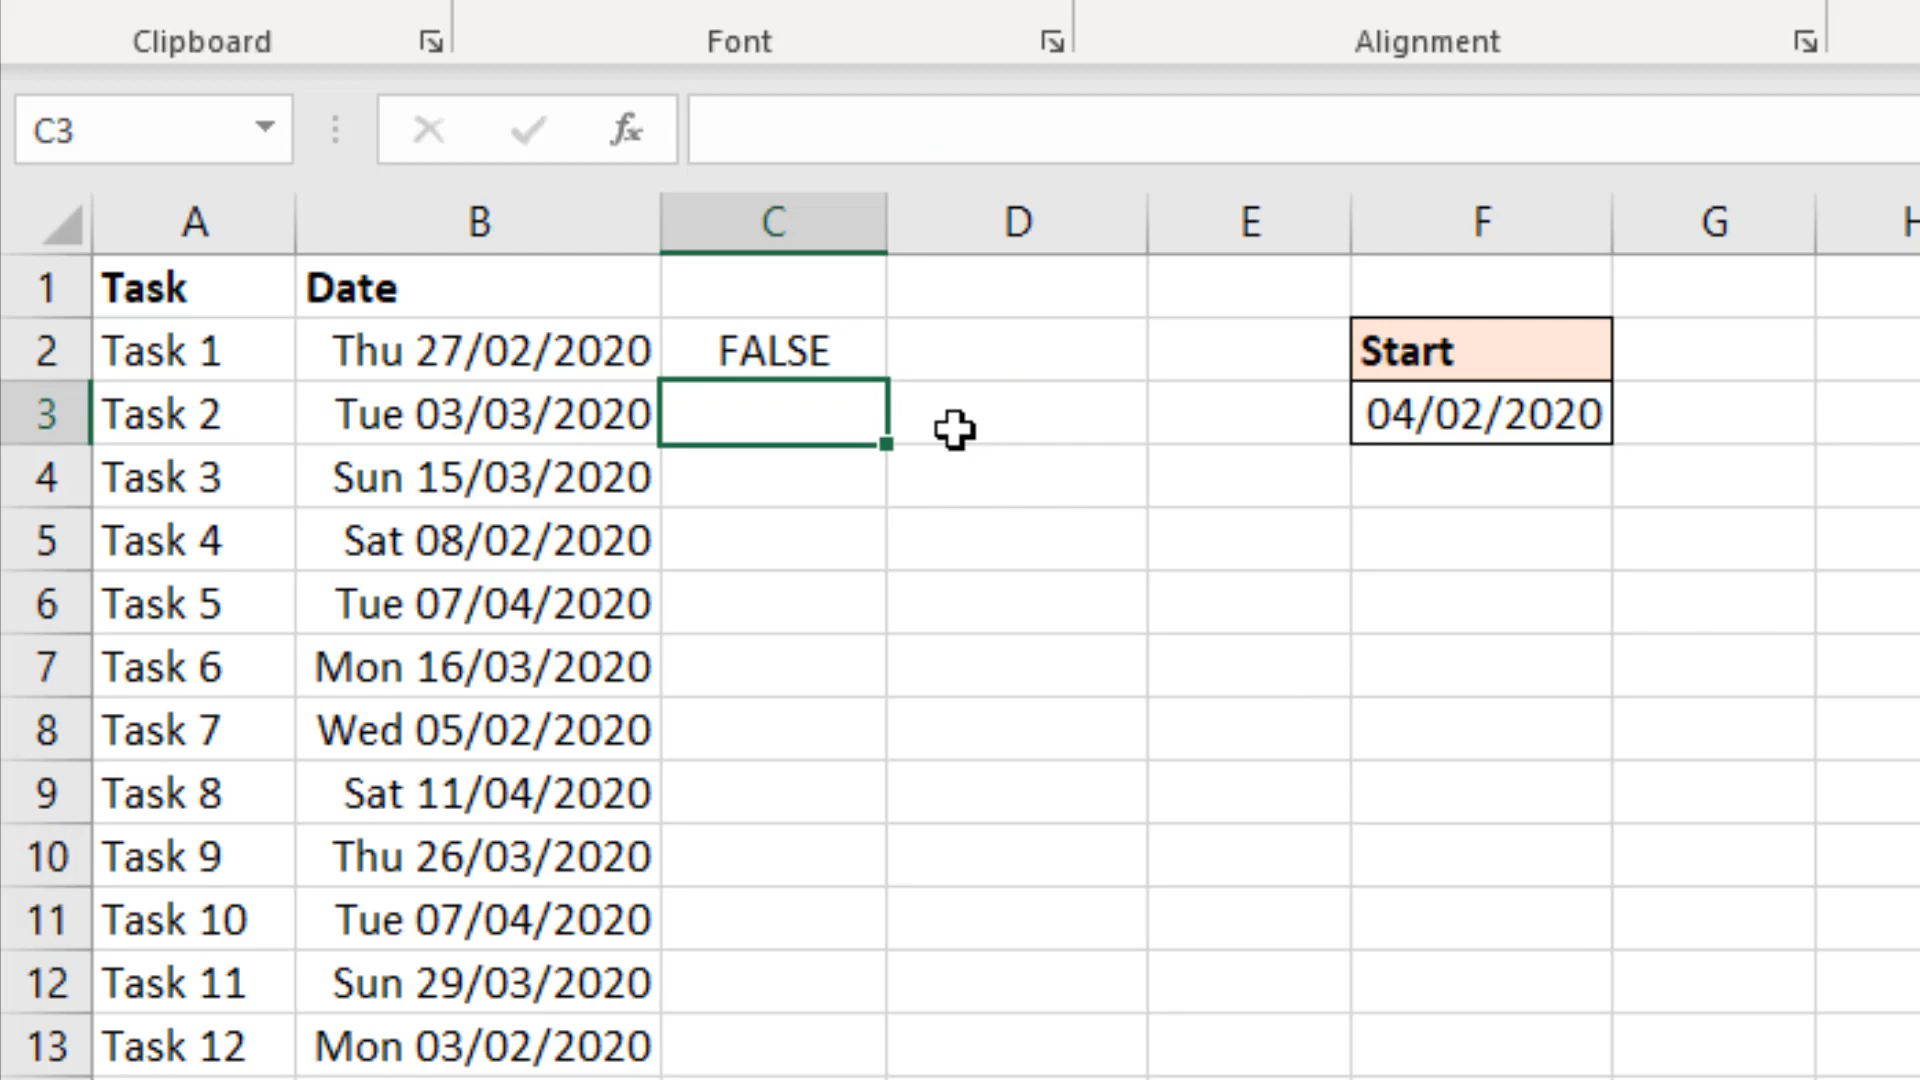 Clipboard Font Alignment
C3 fx
A B C D E F G H
1 Task Date
2 Task 1 Thu 27/02/2020 FALSE Start
3 Task 2 Tue 03/03/2020 04/02/2020
4 Task 3 Sun 15/03/2020
5 Task 4 Sat 08/02/2020
6 Task 5 Tue 07/04/2020
7 Task 6 Mon 16/03/2020
8 Task 7 Wed 05/02/2020
9 Task 8 Sat 11/04/2020
10 Task 9 Thu 26/03/2020
11 Task 10 Tue 07/04/2020
12 Task 11 Sun 29/03/2020
13 Task 12 Mon 03/02/2020